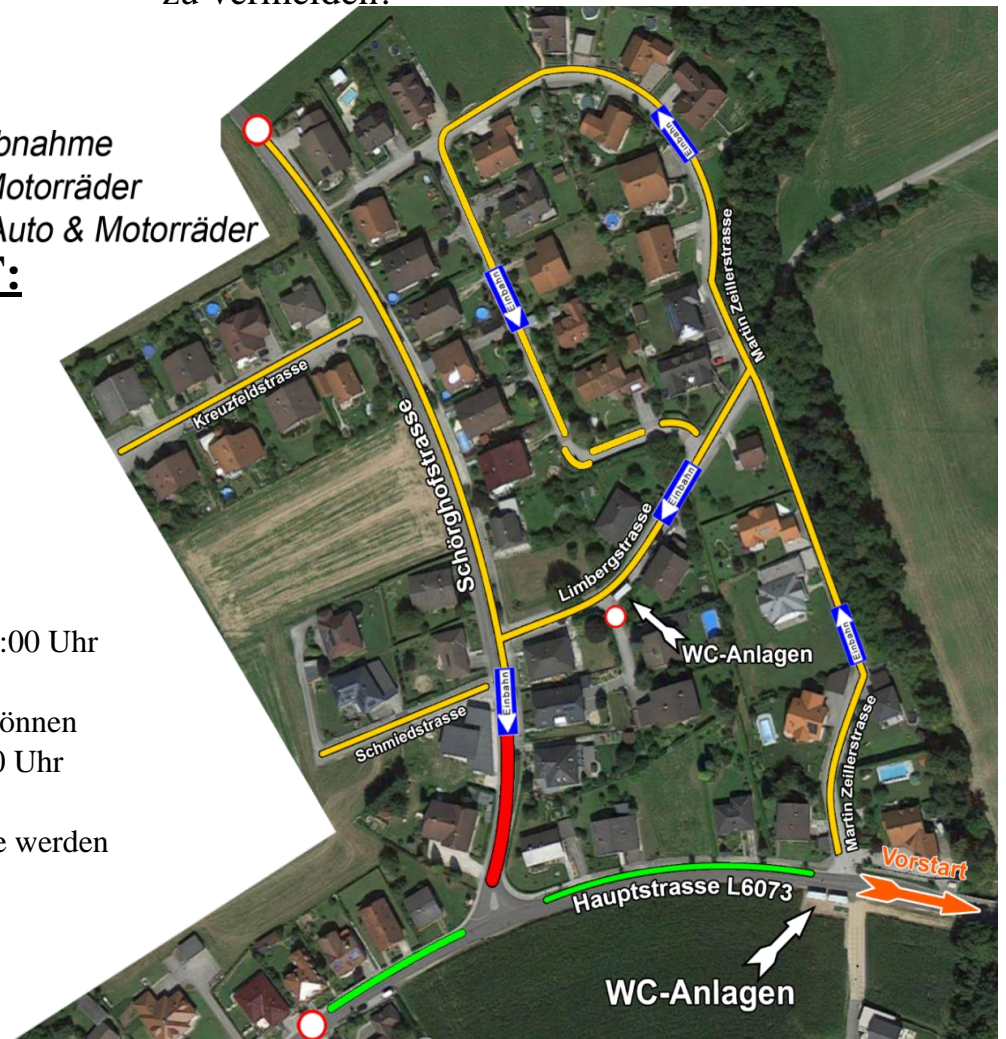 zu vermeiden!
bnahme
Motorräder
Auto & Motorräder
T:
Einbahn
Einbahn
Martin Zeillerstrasse
Kreuzfeldstrasse
Schörghofstrasse
Einbahn
Limbergstrasse
:00 Uhr
Einbahn
WC-Anlagen
Einbahn
önnen
Schmiedstrasse
0 Uhr
Martin Zeillerstrasse
e werden
Vorstart
Hauptstrasse L6073
WC-Anlagen